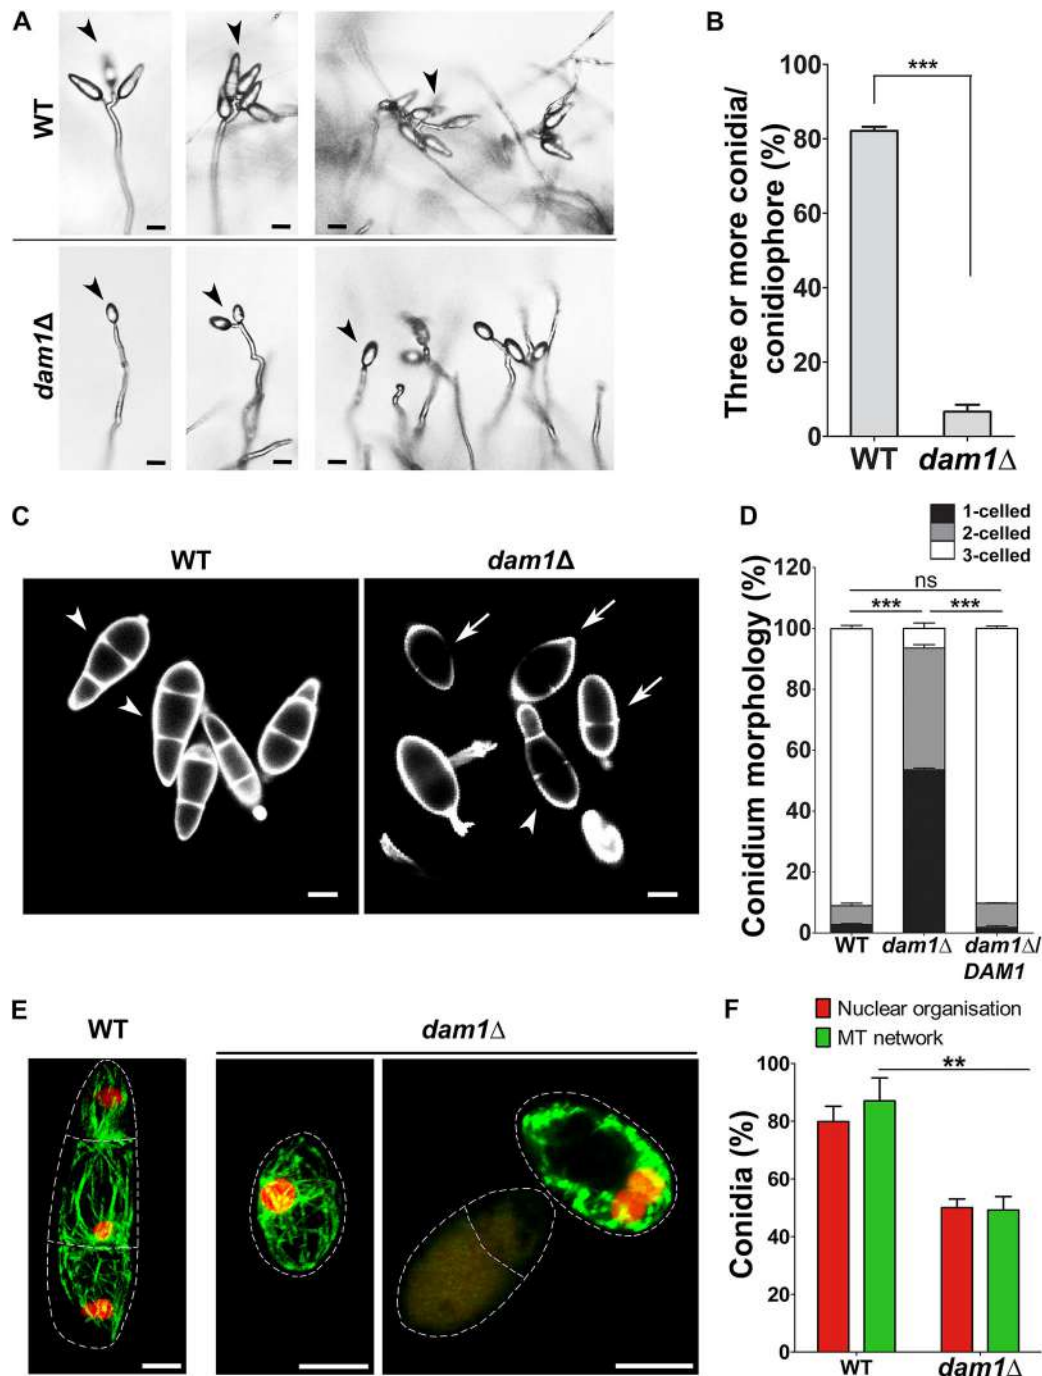 A
WT
dam1Δ
B
Three or more conidia/
conidiophore (%)
100
80
60
40
20
0
***
WT dam1Δ
C
WT
dam1Δ
D
1-celled
2-celled
3-celled
Conidium morphology (%)
120
100
80
60
40
20
0
ns
*** ***
WT dam1Δ dam1Δ/
DAM1
E
WT
dam1Δ
F
Nuclear organisation
MT network
Conidia (%)
100
80
60
40
20
0
**
WT dam1Δ